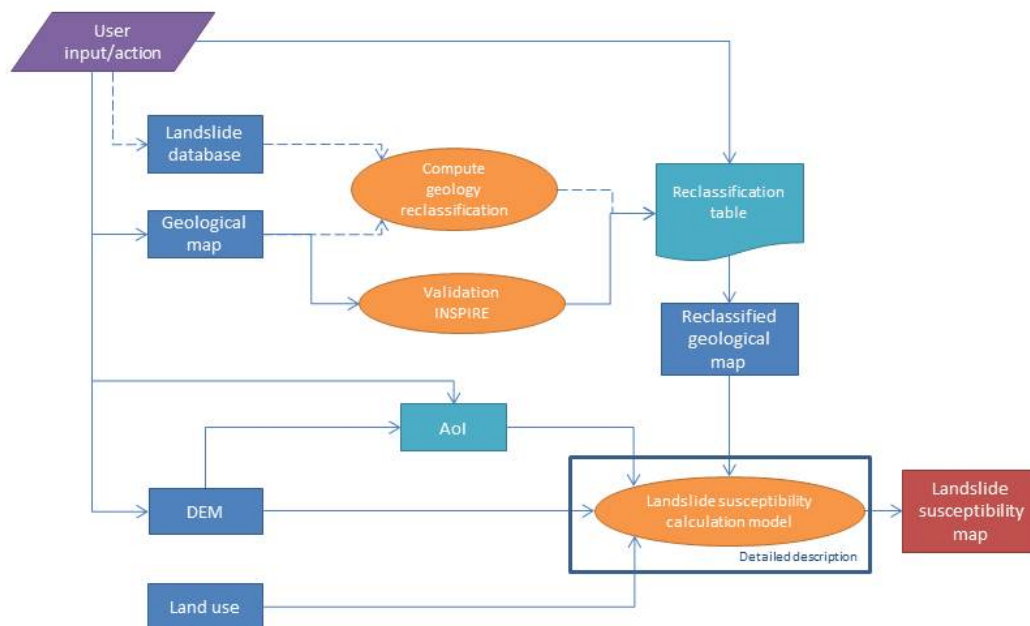 User
input/action
Landslide
database
Compute
geology
reclassification
Reclassification
table
Geological
map
Validation
INSPIRE
Reclassified
geological
map
AoI
DEM
Landslide susceptibility
calculation model
Detailed description
Landslide
susceptibility
map
Land use